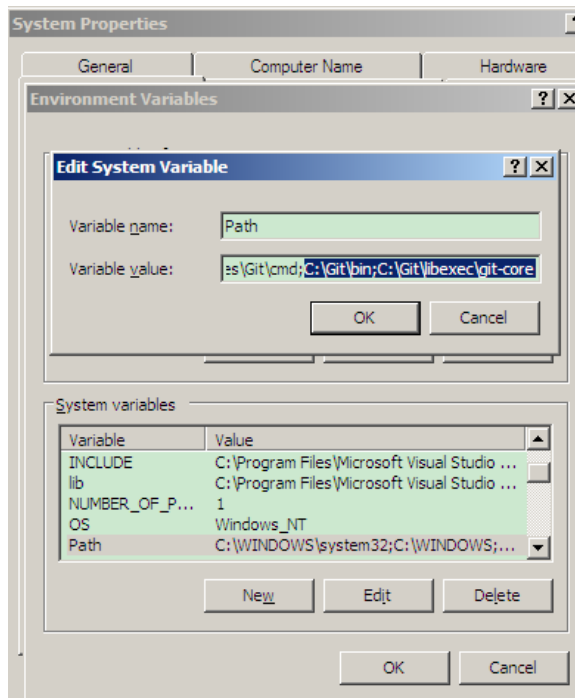 System Properties
General Computer Name Hardware
Environment Variables
Edit System Variable
Variable name: Path
Variable value: es\Git\cmd;C:\Git\bin;C:\Git\libexec\git-core
OK Cancel
System variables
Variable Value
INCLUDE C:\Program Files\Microsoft Visual Studio ...
lib C:\Program Files\Microsoft Visual Studio ...
NUMBER_OF_P... 1
OS Windows_NT
Path C:\WINDOWS\system32;C:\WINDOWS;...
New Edit Delete
OK Cancel